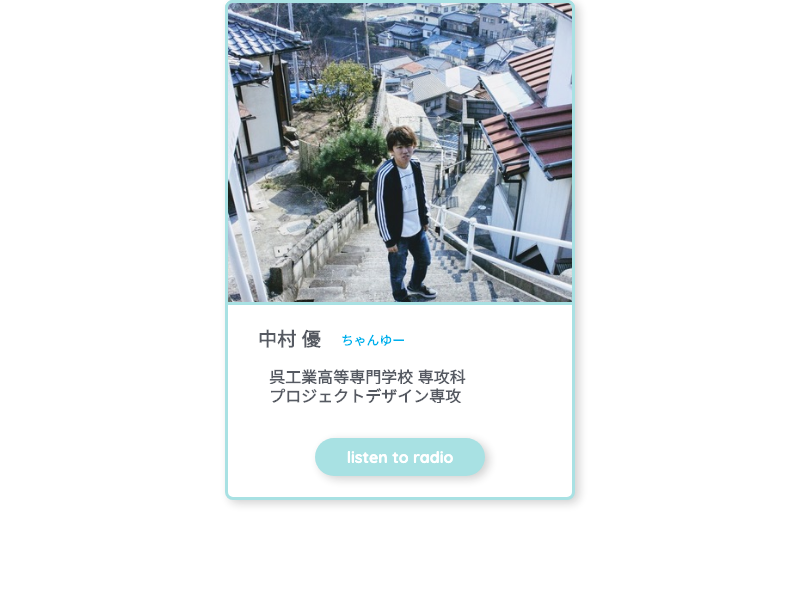 中村 優 ちゃんゆー
呉工業高等専門学校 専攻科
プロジェクトデザイン専攻
listen to radio